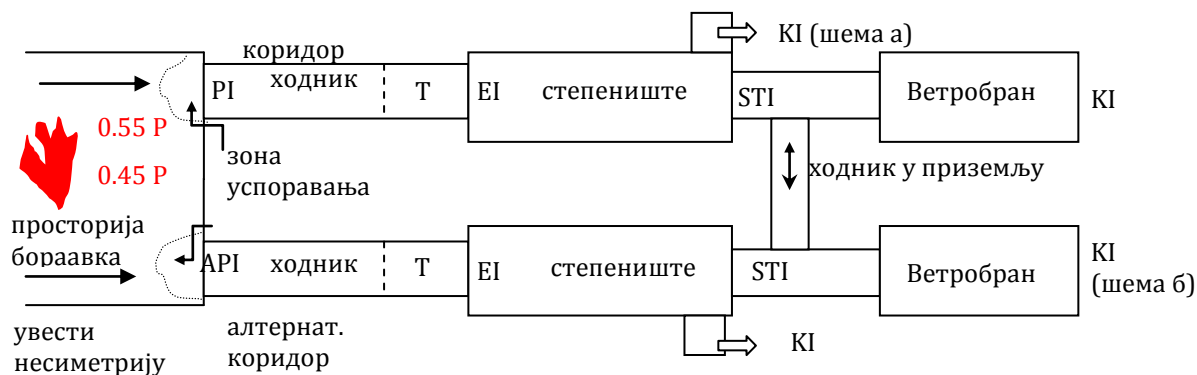 коридор
KI (шема а)
PI
ходник
T
EI
степениште
STI
Ветробран
KI
0.55 P
0.45 P
зона
успоравања
ходник у приземљу
просторија
бораавка
API
ходник
T
EI
степениште
STI
Ветробран
KI
(шема б)
увести
несиметрију
алтернат.
коридор
KI